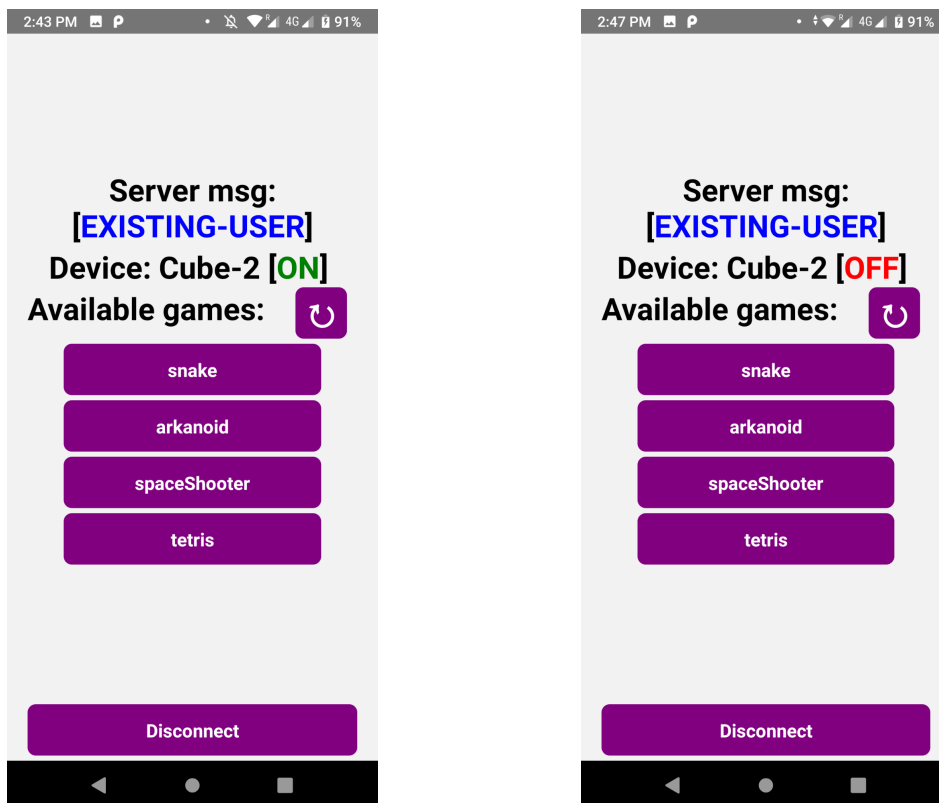 2:43 PM 4G 91%
Server msg:
[EXISTING-USER]
Device: Cube-2 [ON]
Available games:
snake
arkanoid
spaceShooter
tetris
Disconnect
2:47 PM R 4G 91%
Server msg:
[EXISTING-USER]
Device: Cube-2 [OFF]
Available games:
snake
arkanoid
spaceShooter
tetris
Disconnect